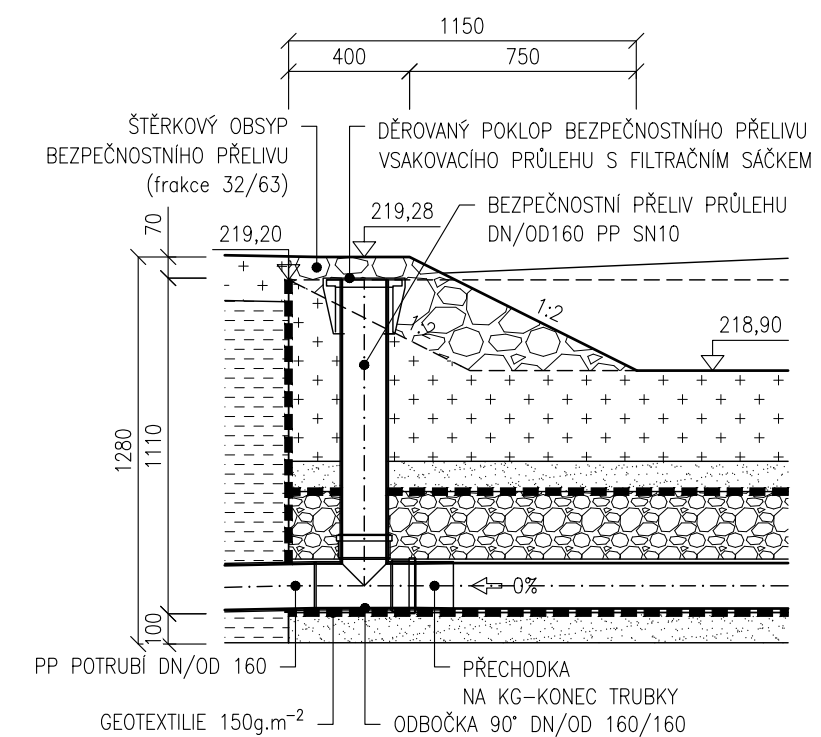 1150
400
750
ŠTĚRKOVÝ OBSYP
BEZPEČNOSTNÍHO PŘELIVU
(frakce 32/63)
DĚROVANÝ POKLOP BEZPEČNOSTNÍHO PŘELIVU
VSAKOVACÍHO PRŮLEHU S FILTRAČNÍM SÁČKEM
BEZPEČNOSTNÍ PŘELIV PRŮLEHU
DN/OD160 PP SN10
70
219,20
219,28
1:2
1:2
218,90
1280
1110
0%
100
PP POTRUBÍ DN/OD 160
PŘECHODKA
NA KG-KONEC TRUBKY
GEOTEXTILIE 150g.m⁻²
ODBOČKA 90° DN/OD 160/160